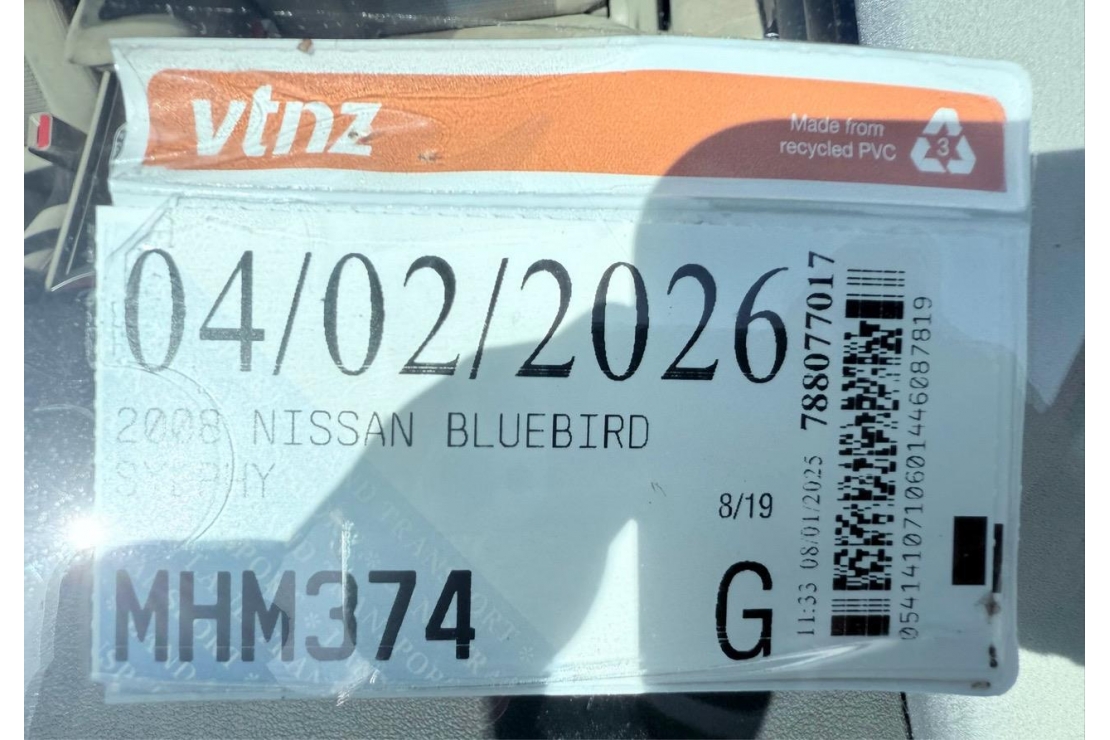 vtnz
Made from
recycled PVC
3
04/02/2026
2008 NISSAN BLUEBIRD
SYLPHY
8/19
MHM374
G
11:33 08/01/2025 788077017
0541410710601446087819